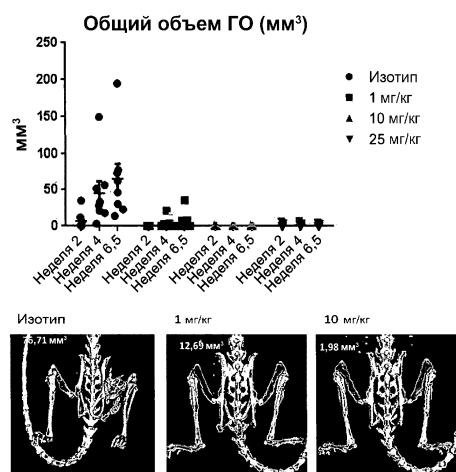 Общий объем ГО (мм³)
мм³
250
200
150
100
50
0
Изотип
1 мг/кг
10 мг/кг
25 мг/кг
Неделя 2
Неделя 4
Неделя 6,5
Неделя 2
Неделя 4
Неделя 6,5
Неделя 2
Неделя 4
Неделя 6,5
Неделя 2
Неделя 4
Неделя 6,5
Изотип
1 мг/кг
10 мг/кг
мм³
12,69 мм³
1,98 мм³